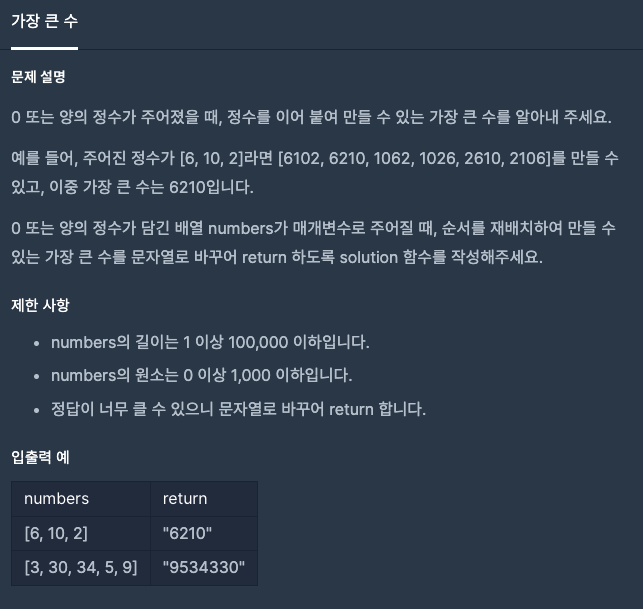 가장 큰 수
문제 설명
0 또는 양의 정수가 주어졌을 때, 정수를 이어 붙여 만들 수 있는 가장 큰 수를 알아내 주세요.
예를 들어, 주어진 정수가 [6, 10, 2]라면 [6102, 6210, 1062, 1026, 2610, 2106]를 만들 수
있고, 이중 가장 큰 수는 6210입니다.
0 또는 양의 정수가 담긴 배열 numbers가 매개변수로 주어질 때, 순서를 재배치하여 만들 수
있는 가장 큰 수를 문자열로 바꾸어 return 하도록 solution 함수를 작성해주세요.
제한 사항
• numbers의 길이는 1 이상 100,000 이하입니다.
• numbers의 원소는 0 이상 1,000 이하입니다.
• 정답이 너무 클 수 있으니 문자열로 바꾸어 return 합니다.
입출력 예
numbers return
[6, 10, 2] "6210"
[3, 30, 34, 5, 9] "9534330"